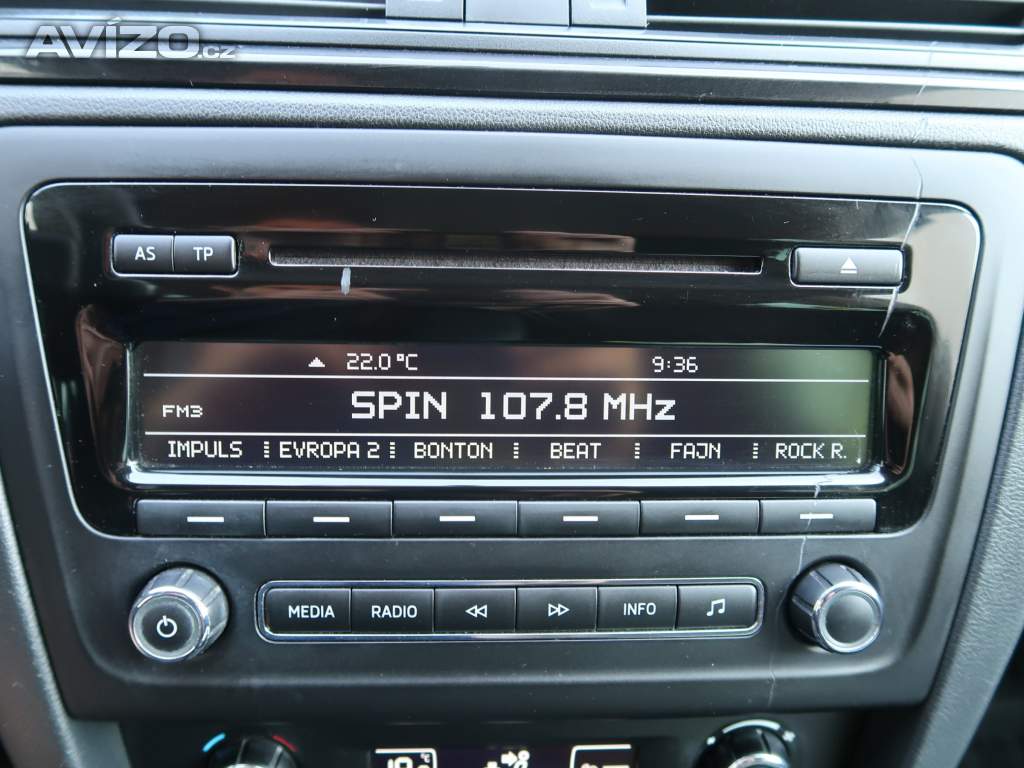 AVÍZO.cz
AS TP
22.0°C 9:36
FM3 SPIN 107.8 MHz
IMPULS EVROPA 2 BONTON BEAT FAJN ROCK R.
MEDIA RADIO INFO
°C